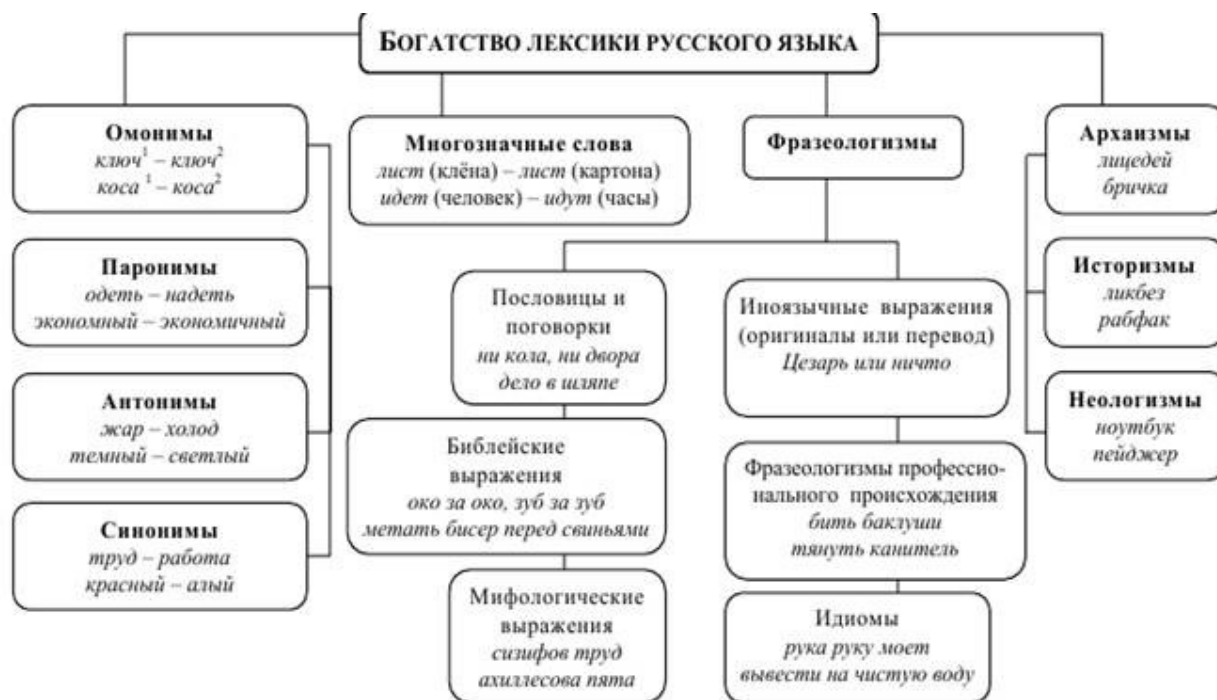 БОГАТСТВО ЛЕКСИКИ РУССКОГО ЯЗЫКА
Омонимы
ключ¹ – ключ²
коса ¹ – коса²
Паронимы
одеть – надеть
экономный – экономичный
Антонимы
жар – холод
темный – светлый
Синонимы
труд – работа
красный – алый
Многозначные слова
лист (клёна) – лист (картона)
идет (человек) – идут (часы)
Фразеологизмы
Пословицы и
поговорки
ни кола, ни двора
дело в шляпе
Библейские
выражения
око за око, зуб за зуб
метать бисер перед свиньями
Мифологические
выражения
сизифов труд
ахиллесова пята
Иноязычные выражения
(оригиналы или перевод)
Цезарь или ничто
Фразеологизмы профессио-
нального происхождения
бить баклуши
тянуть канитель
Идиомы
рука руку моет
вывести на чистую воду
Архаизмы
лицедей
бричка
Историзмы
ликбез
рабфак
Неологизмы
ноутбук
пейджер